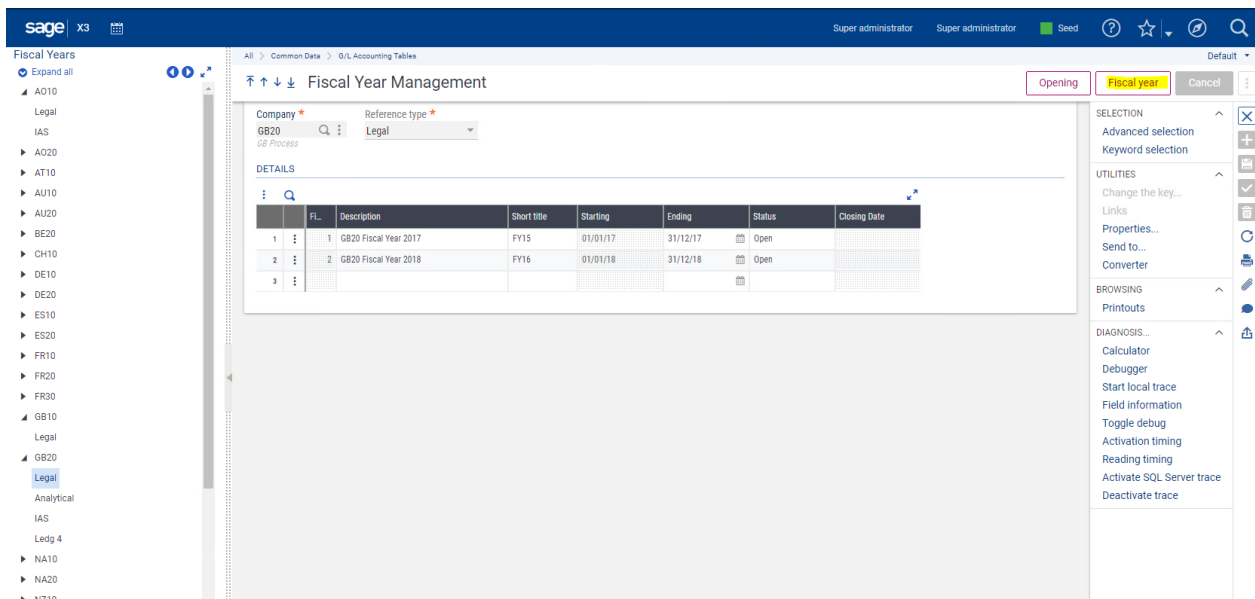 sage X3
Super administrator Super administrator Seed
Fiscal Years
Expand all
AO10
Legal
IAS
AO20
AT10
AU10
AU20
BE20
CH10
DE10
DE20
ES10
ES20
FR10
FR20
FR30
GB10
Legal
GB20
Legal
Analytical
IAS
Ledg 4
NA10
NA20
All > Common Data > G/L Accounting Tables
Default
Fiscal Year Management
Opening Fiscal year Cancel
Company * Reference type *
GB20 Legal
GB Process
DETAILS
Fi... Description Short title Starting Ending Status Closing Date
1 1 GB20 Fiscal Year 2017 FY15 01/01/17 31/12/17 Open
2 2 GB20 Fiscal Year 2018 FY16 01/01/18 31/12/18 Open
3
SELECTION
Advanced selection
Keyword selection
UTILITIES
Change the key...
Links
Properties...
Send to...
Converter
BROWSING
Printouts
DIAGNOSIS...
Calculator
Debugger
Start local trace
Field information
Toggle debug
Activation timing
Reading timing
Activate SQL Server trace
Deactivate trace